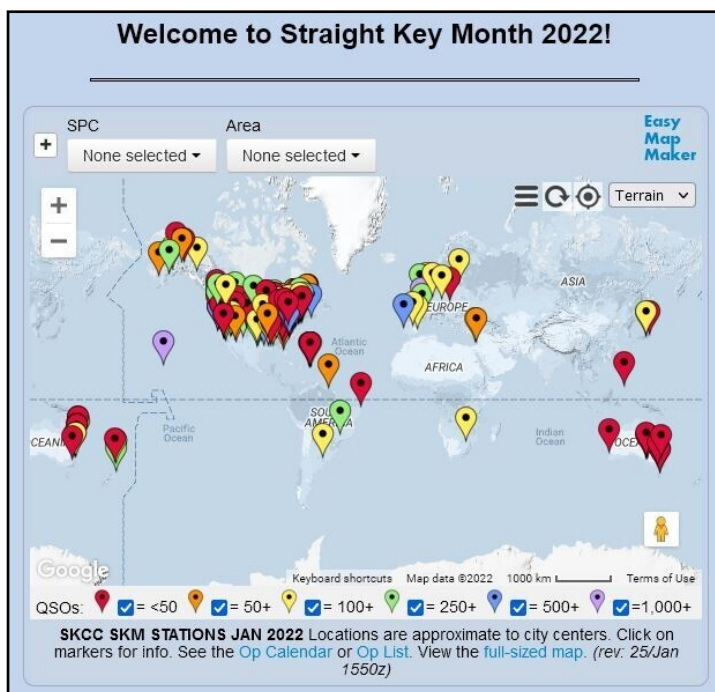 Welcome to Straight Key Month 2022!
SPC
Area
Easy
Map
Maker
+
None selected
None selected
+
−
Terrain
ASIA
EUROPE
Atlantic
Ocean
AFRICA
Pacific
Ocean
Indian
Ocean
Google
Keyboard shortcuts Map data ©2022 1000 km Terms of Use
QSOs: = <50 = 50+ = 100+ = 250+ = 500+ =1,000+
SKCC SKM STATIONS JAN 2022 Locations are approximate to city centers. Click on
markers for info. See the Op Calendar or Op List. View the full-sized map. (rev: 25/Jan
1550z)